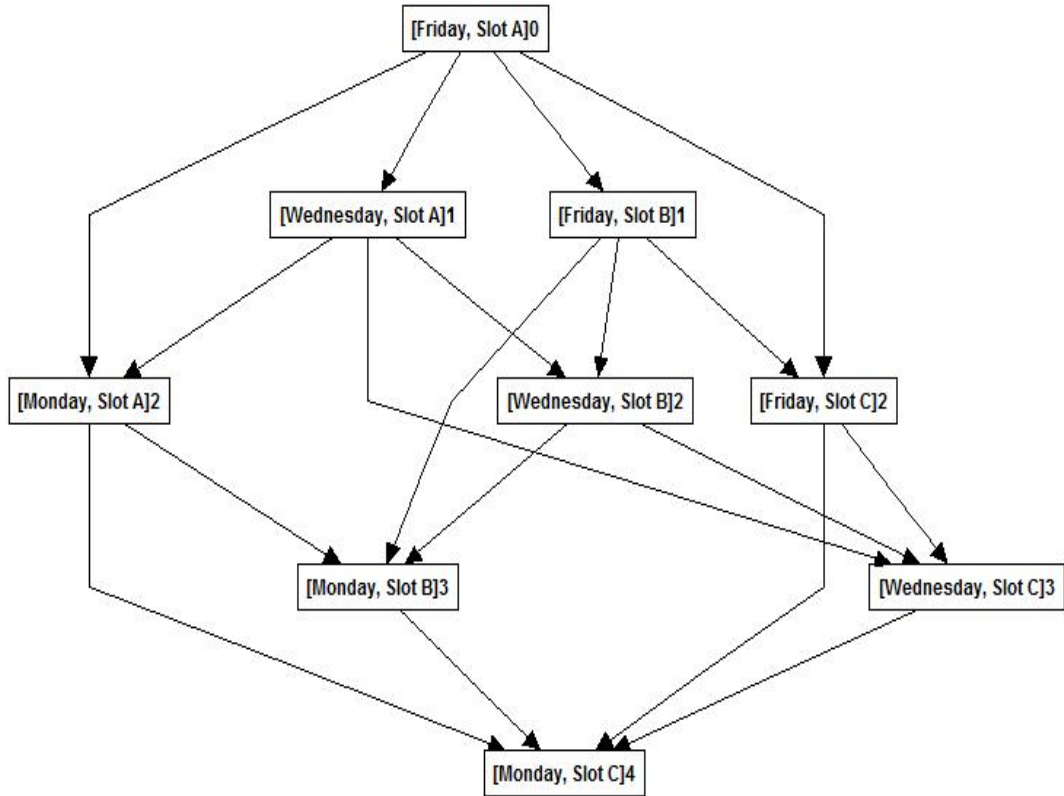 [Friday, Slot A]0
[Wednesday, Slot A]1
[Friday, Slot B]1
[Monday, Slot A]2
[Wednesday, Slot B]2
[Friday, Slot C]2
[Monday, Slot B]3
[Wednesday, Slot C]3
[Monday, Slot C]4